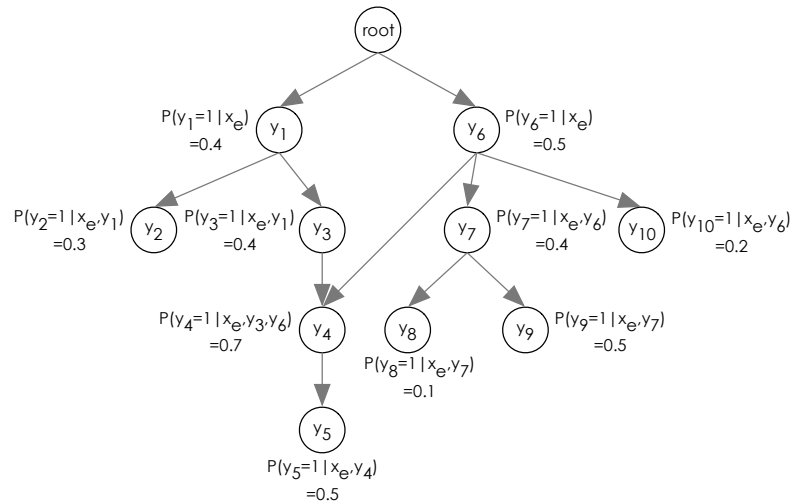 root
P(y1=1|xe)
=0.4
y1
y6
P(y6=1|xe)
=0.5
P(y2=1|xe,y1)
=0.3
y2
P(y3=1|xe,y1)
=0.4
y3
y7
P(y7=1|xe,y6)
=0.4
y10
P(y10=1|xe,y6)
=0.2
P(y4=1|xe,y3,y6)
=0.7
y4
y8
P(y8=1|xe,y7)
=0.1
y9
P(y9=1|xe,y7)
=0.5
y5
P(y5=1|xe,y4)
=0.5